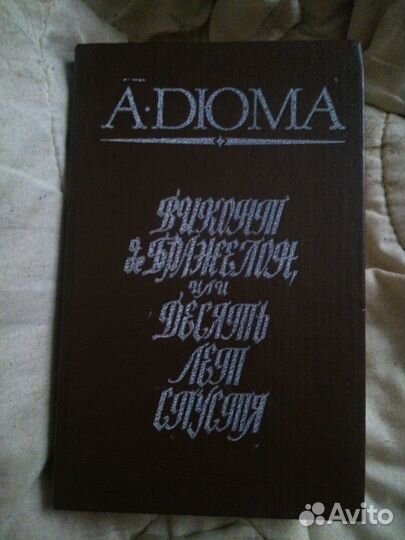 А·ДЮМА
ВИКОНТ
де БРАЖЕЛОН,
ИЛИ
ДЕСЯТЬ
ЛЕТ
СПУСТЯ
Avito